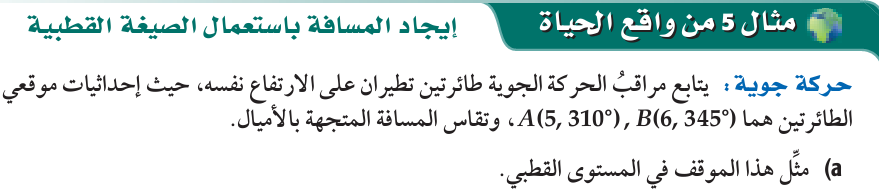 مثال 5 من واقع الحياة إيجاد المسافة باستعمال الصيغة القطبية
حركة جوية : يتابع مراقبُ الحركة الجوية طائرتين تطيران على الارتفاع نفسه، حيث إحداثيات موقعي
الطائرتين هما A(5, 310°) , B(6, 345°) ، وتقاس المسافة المتجهة بالأميال.
a) مثِّل هذا الموقف في المستوى القطبي.